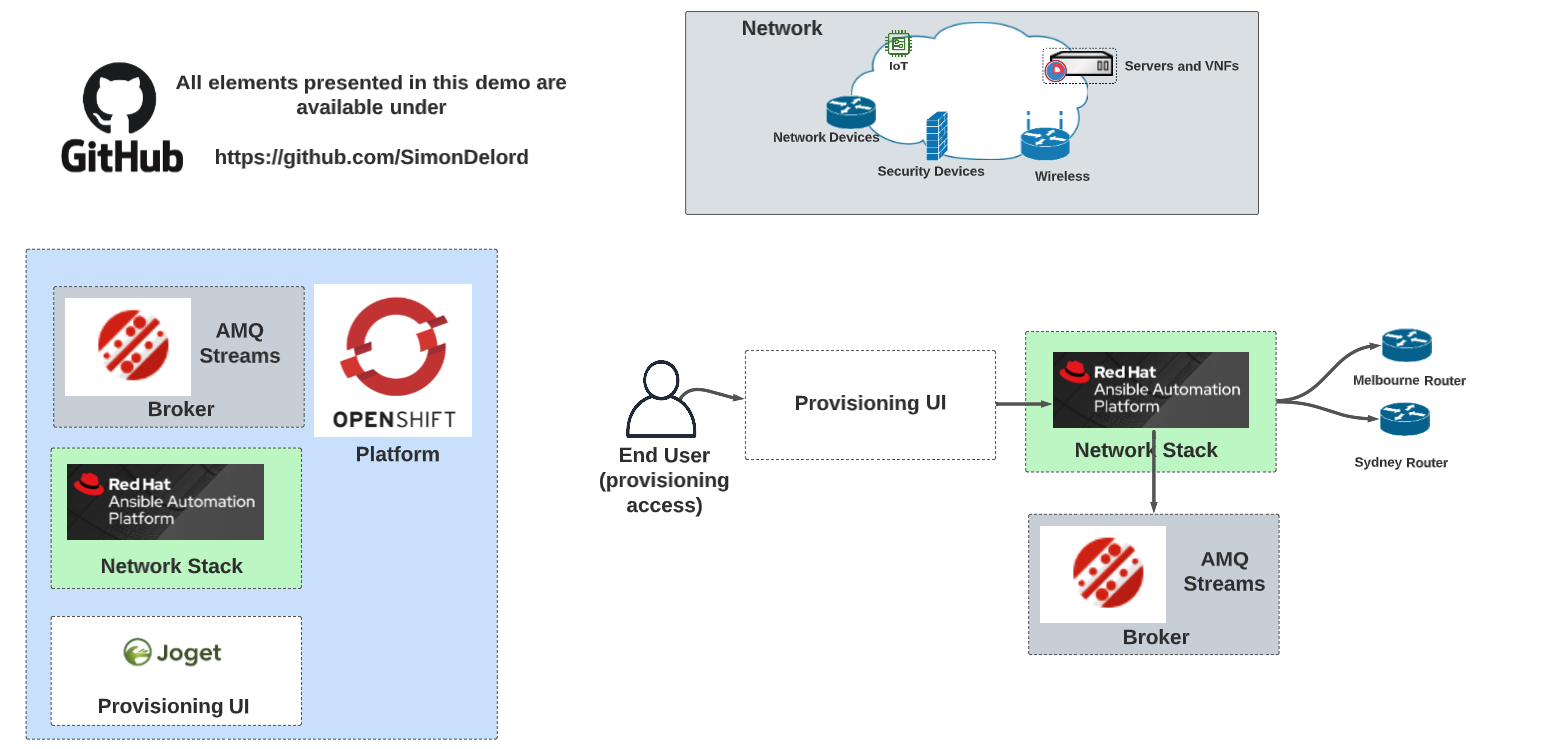 All elements presented in this demo are
available under
https://github.com/SimonDelord
GitHub
Network
IoT
Servers and VNFs
Network Devices
Security Devices
Wireless
AMQ
Streams
Broker
OPENSHIFT
Platform
Red Hat
Ansible Automation
Platform
Network Stack
Joget
Provisioning UI
End User
(provisioning
access)
Provisioning UI
Red Hat
Ansible Automation
Platform
Network Stack
Melbourne Router
Sydney Router
AMQ
Streams
Broker